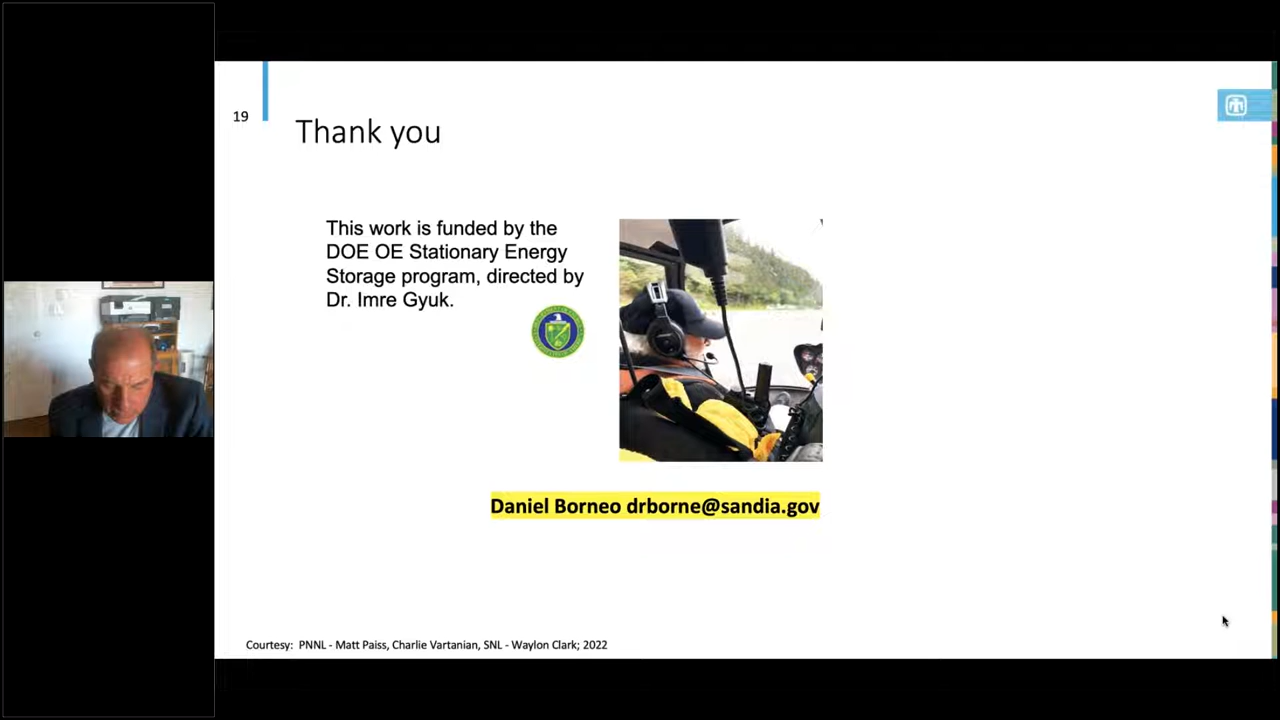 19
Thank you
This work is funded by the
DOE OE Stationary Energy
Storage program, directed by
Dr. Imre Gyuk.
Daniel Borneo drborne@sandia.gov
Courtesy: PNNL - Matt Paiss, Charlie Vartanian, SNL - Waylon Clark; 2022